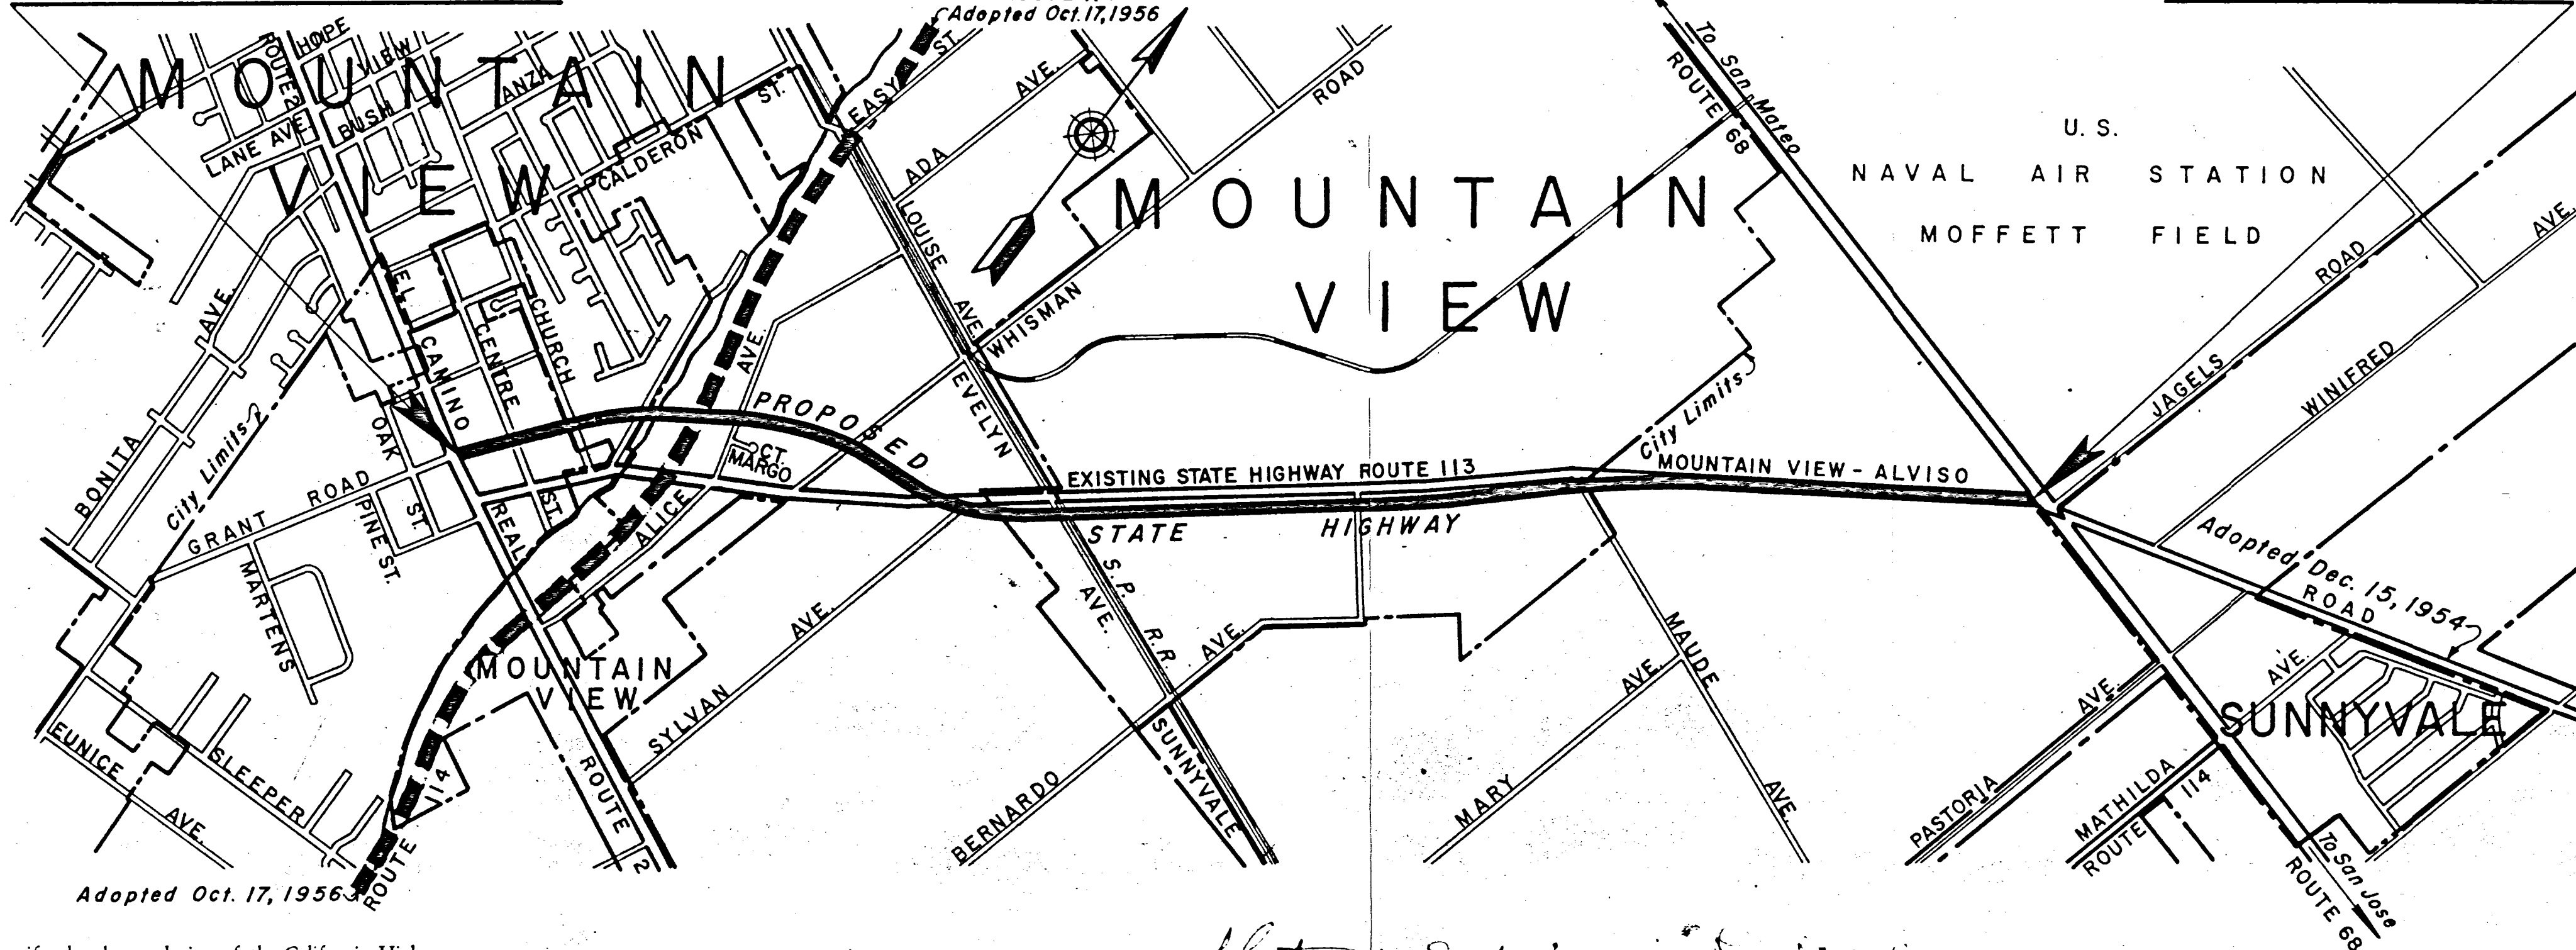 Adopted Oct. 17, 1956
MOUNTAIN
VIEW
ROUTE 2
HOPE
VIEW
ANZA
BUSH
LANE AVE.
CALDERON
ST.
EASY ST.
ADA AVE.
ROAD
LOUISE AVE.
WHISMAN
MOUNTAIN
VIEW
To San Mateo
ROUTE 68
U. S.
NAVAL AIR STATION
MOFFETT FIELD
AVE.
ROAD
JAGELS
WINIFRED
BONITA AVE.
City Limits
EL CAMINO
CENTRE
CHURCH
AVE.
OAK
GRANT ROAD
PINE ST.
ST.
REAL
ST.
MARTENS
PROPOSED
CT.
MARGO
ALICE
EVELYN
City Limits
EXISTING STATE HIGHWAY ROUTE 113
MOUNTAIN VIEW - ALVISO
STATE HIGHWAY
S. P. R. R.
AVE.
Adopted Dec. 15, 1954
ROAD
MOUNTAIN
VIEW
SYLVAN AVE.
AVE.
MAUDE
AVE.
AVE.
AVE.
SUNNYVALE
EUNICE
AVE.
SLEEPER
114
ROUTE
ROUTE 2
BERNARDO
SUNNYVALE
MARY
AVE.
PASTORIA
MATHILDA
ROUTE 114
To San Jose
ROUTE 68
Adopted Oct. 17, 1956